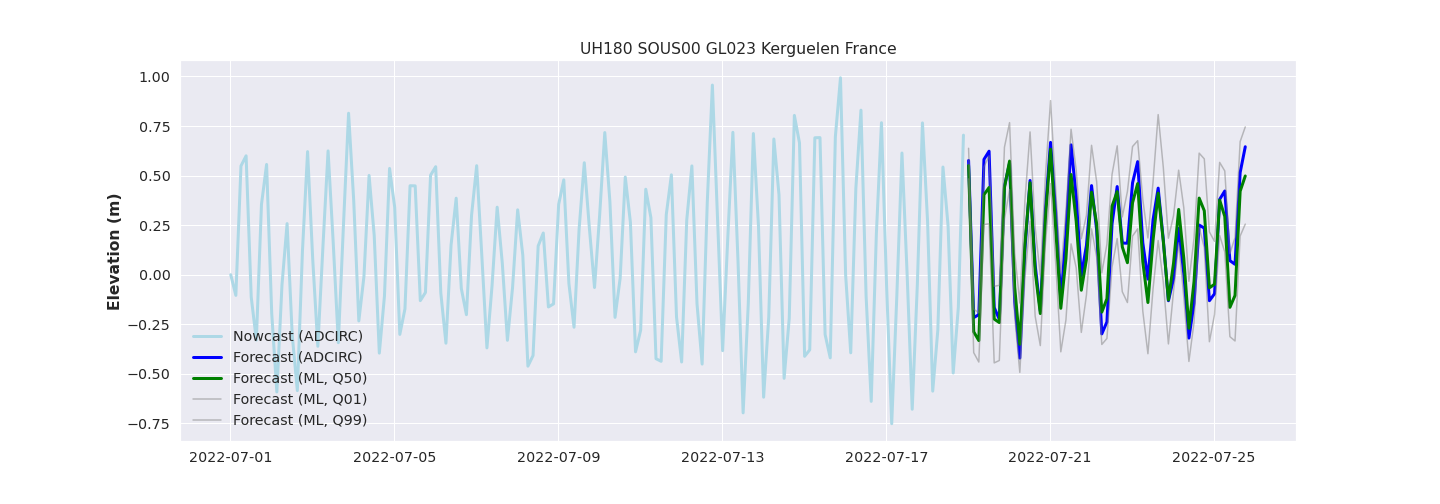 UH180 SOUS00 GL023 Kerguelen France
Elevation (m)
1.00
0.75
0.50
0.25
0.00
−0.25
−0.50
−0.75
Nowcast (ADCIRC)
Forecast (ADCIRC)
Forecast (ML, Q50)
Forecast (ML, Q01)
Forecast (ML, Q99)
2022-07-01 2022-07-05 2022-07-09 2022-07-13 2022-07-17 2022-07-21 2022-07-25